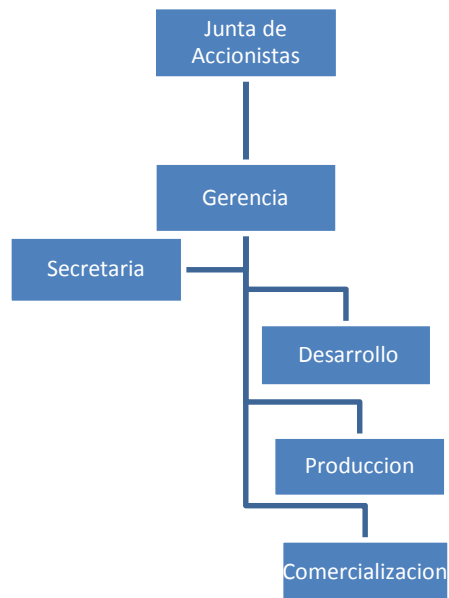 Junta de
Accionistas
Gerencia
Secretaria
Desarrollo
Produccion
Comercializacion